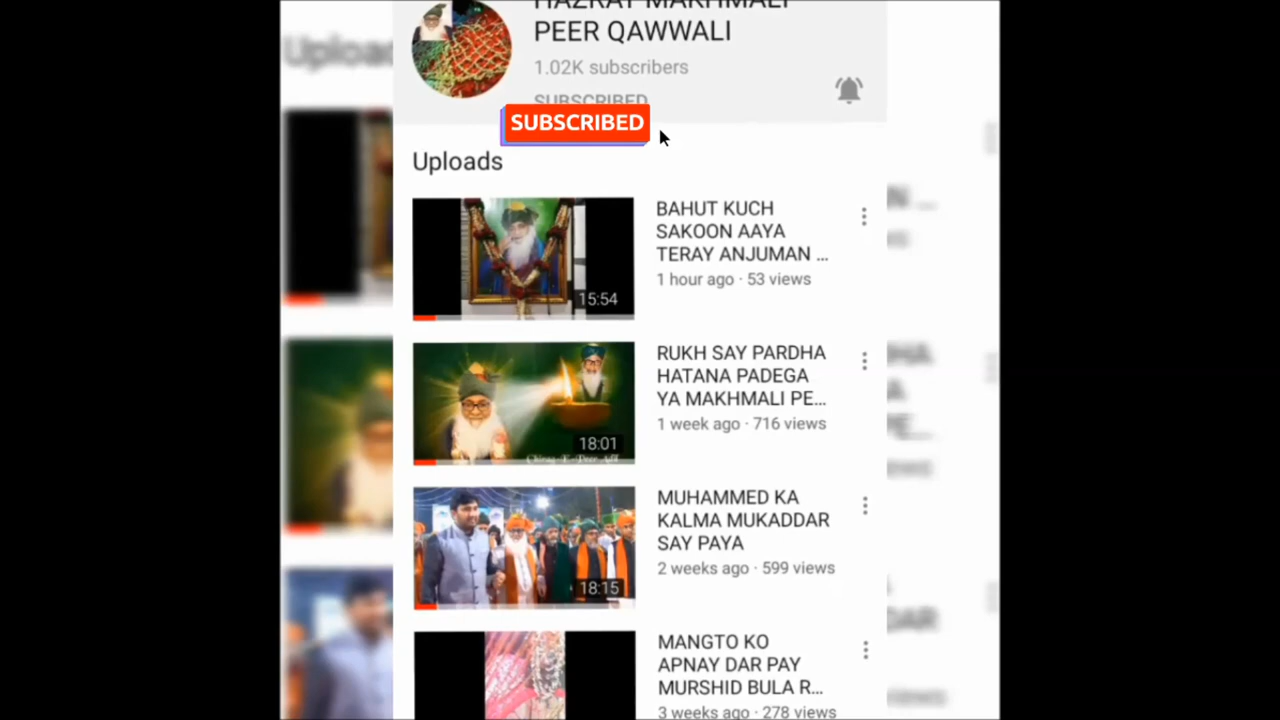 HAZRAT MAKHMALI
PEER QAWWALI
1.02K subscribers
SUBSCRIBED
SUBSCRIBED
Uploads
BAHUT KUCH
SAKOON AAYA
TERAY ANJUMAN ...
1 hour ago · 53 views
15:54
RUKH SAY PARDHA
HATANA PADEGA
YA MAKHMALI PE...
1 week ago · 716 views
18:01
MUHAMMED KA
KALMA MUKADDAR
SAY PAYA
2 weeks ago · 599 views
18:15
MANGTO KO
APNAY DAR PAY
MURSHID BULA R...
3 weeks ago · 278 views